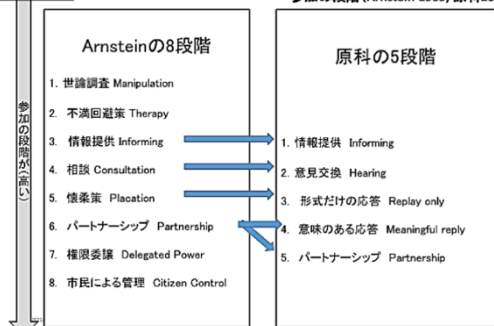 Arnsteinの8段階
1. 世論調査 Manipulation
2. 不満回避策 Therapy
3. 情報提供 Informing
4. 相談 Consultation
5. 懐柔策 Placation
6. パートナーシップ Partnership
7. 権限委譲 Delegated Power
8. 市民による管理 Citizen Control
原科の5段階
1. 情報提供 Informing
2. 意見交換 Hearing
3. 形式だけの応答 Replay only
4. 意味のある応答 Meaningful reply
5. パートナーシップ Partnership
参加の段階が(高い)